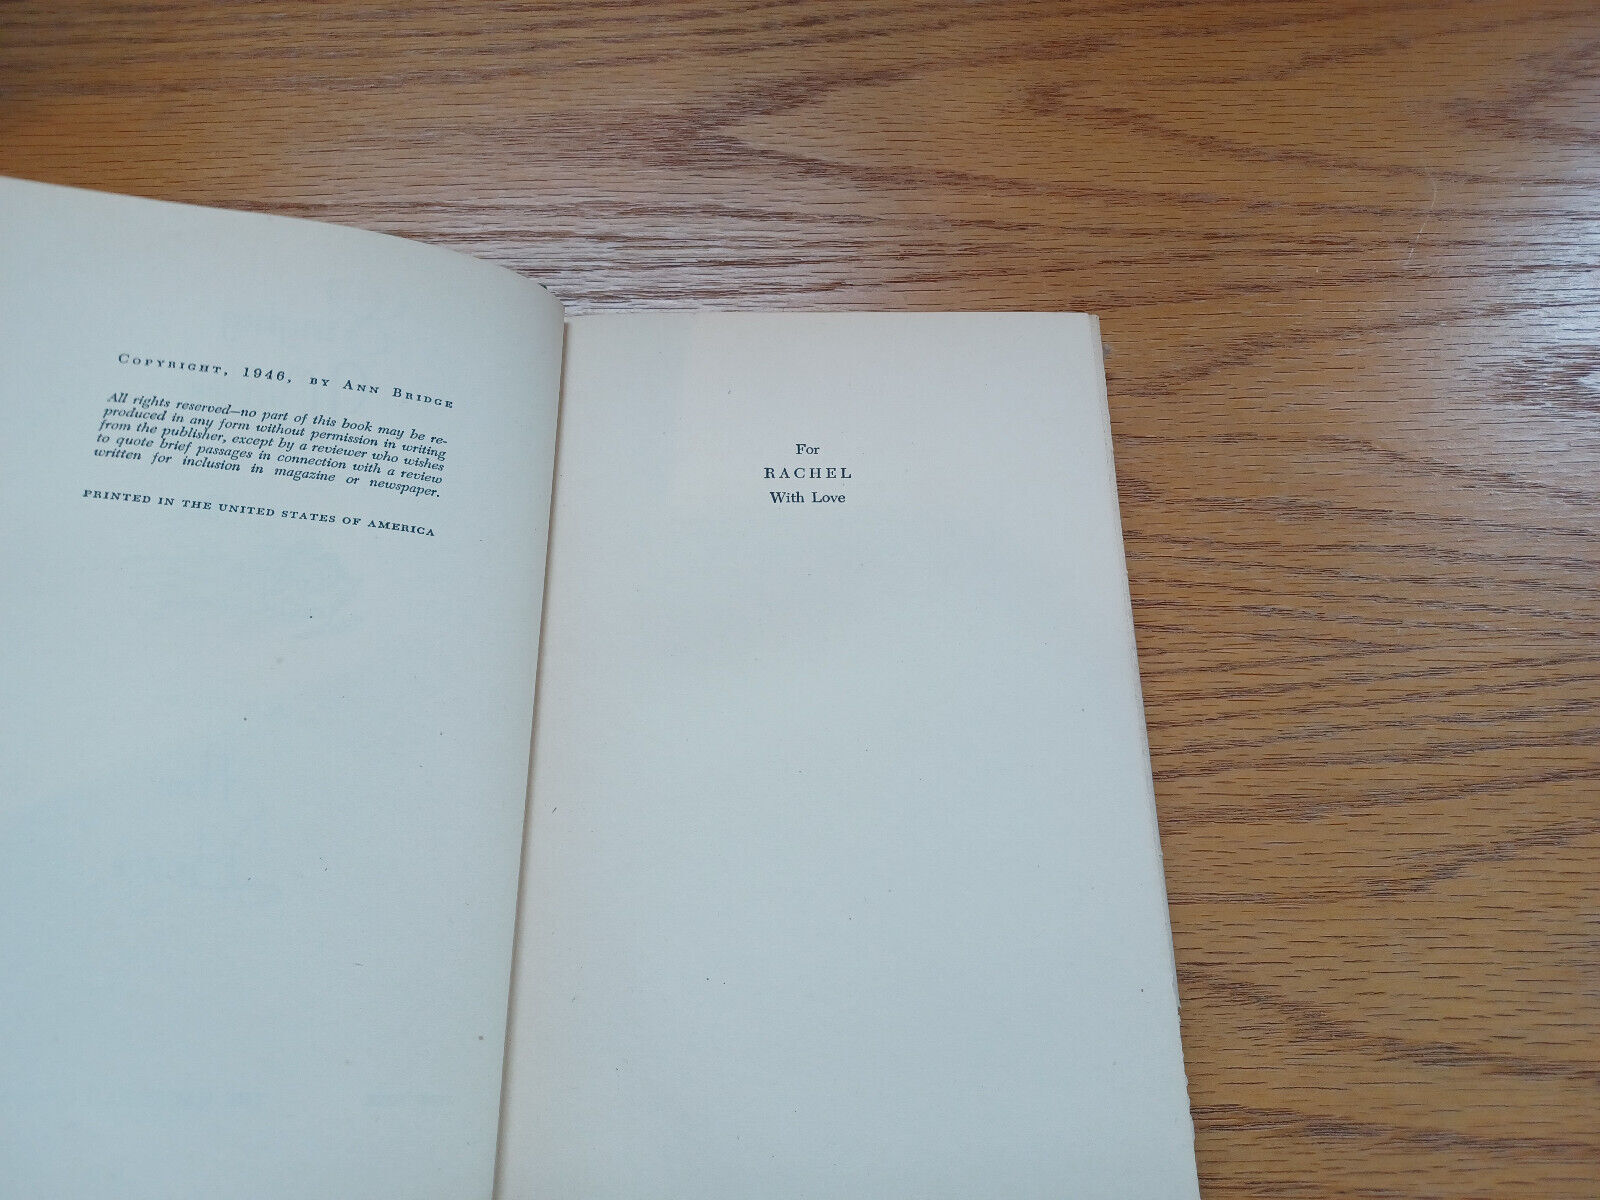 Copyright, 1946, by Ann Bridge
All rights reserved—no part of this book may be re-
produced in any form without permission in writing
from the publisher, except by a reviewer who wishes
to quote brief passages in connection with a review
written for inclusion in magazine or newspaper.
PRINTED IN THE UNITED STATES OF AMERICA
For
RACHEL
With Love